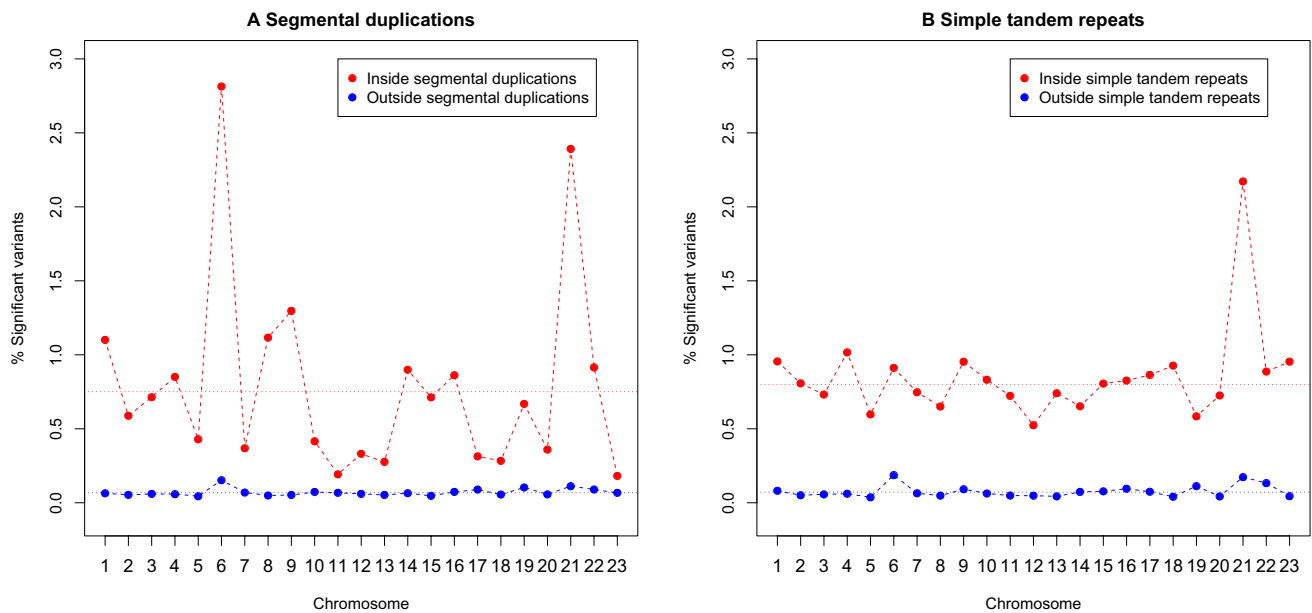 A Segmental duplications
% Significant variants
3.0
2.5
2.0
1.5
1.0
0.5
0.0
Inside segmental duplications
Outside segmental duplications
1 2 3 4 5 6 7 8 9 10 11 12 13 14 15 16 17 18 19 20 21 22 23
Chromosome
B Simple tandem repeats
% Significant variants
3.0
2.5
2.0
1.5
1.0
0.5
0.0
Inside simple tandem repeats
Outside simple tandem repeats
1 2 3 4 5 6 7 8 9 10 11 12 13 14 15 16 17 18 19 20 21 22 23
Chromosome